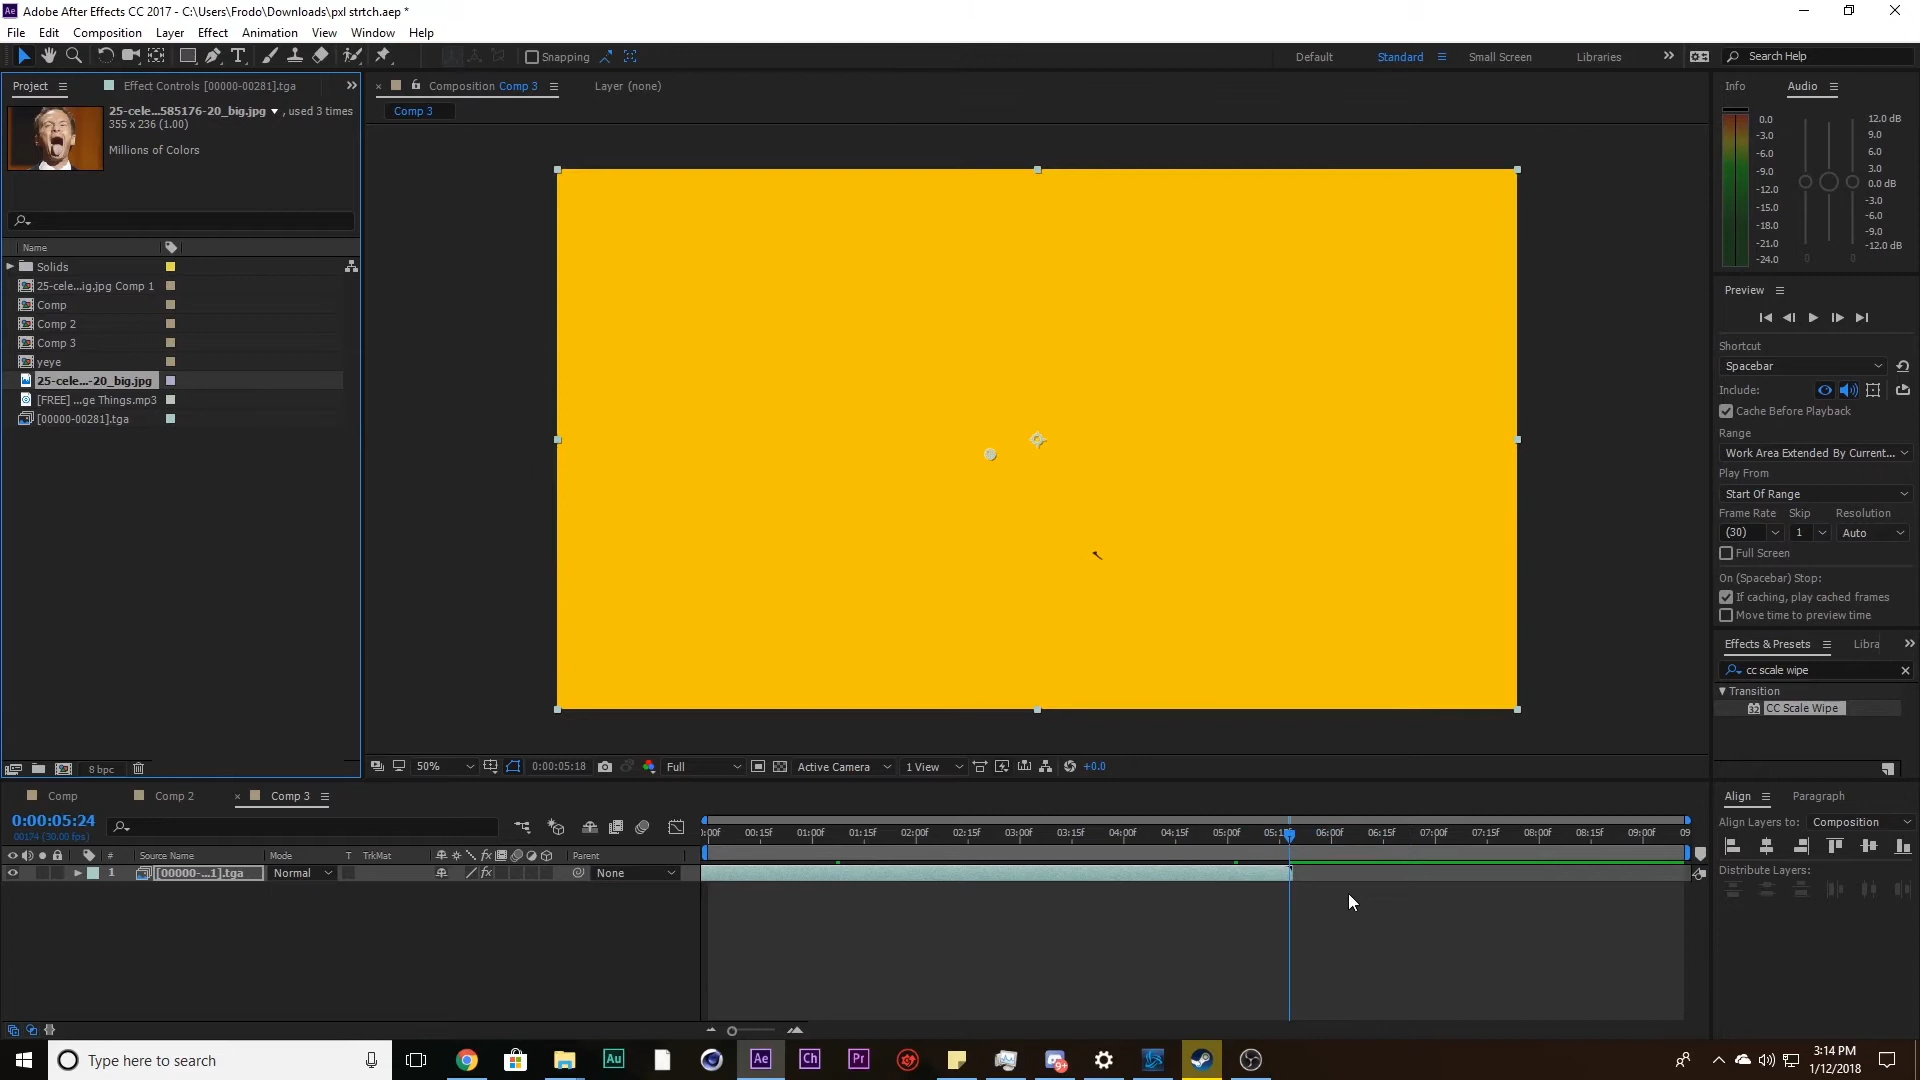 Adobe After Effects CC 2017 - C:\Users\Frodo\Downloads\pxl strtch.aep *
File Edit Composition Layer Effect Animation View Window Help
Snapping Default Standard Small Screen Libraries Search Help
Project Effect Controls [00000-00281].tga
25-cele...585176-20_big.jpg , used 3 times
355 x 236 (1.00)
Millions of Colors
Name
Solids
25-cele...ig.jpg Comp 1
Comp
Comp 2
Comp 3
yeye
25-cele...-20_big.jpg
[FREE] ...ge Things.mp3
[00000-00281].tga
8 bpc
Composition Comp 3 Layer (none)
Comp 3
50% 0:00:05:18 Full Active Camera 1 View +0.0
Info Audio
0.0
-3.0
-6.0
-9.0
-12.0
-15.0
-18.0
-21.0
-24.0
12.0 dB
9.0
6.0
3.0
0.0 dB
-3.0
-6.0
-9.0
-12.0 dB
0 0
Preview
Shortcut
Spacebar
Include:
Cache Before Playback
Range
Work Area Extended By Current...
Play From
Start Of Range
Frame Rate Skip Resolution
(30) 1 Auto
Full Screen
On (Spacebar) Stop:
If caching, play cached frames
Move time to preview time
Effects & Presets Libra
cc scale wipe
Transition
32 CC Scale Wipe
Align Paragraph
Align Layers to: Composition
Distribute Layers:
Comp Comp 2 Comp 3
0:00:05:24
00174 (30.00 fps)
# Source Name Mode T TrkMat fx Parent
1 [00000-...1].tga Normal fx None
:00f 00:15f 01:00f 01:15f 02:00f 02:15f 03:00f 03:15f 04:00f 04:15f 05:00f 05:15f 06:00f 06:15f 07:00f 07:15f 08:00f 08:15f 09:00f 09
Type here to search
Au Ae Ch Pr 9+
3:14 PM
1/12/2018